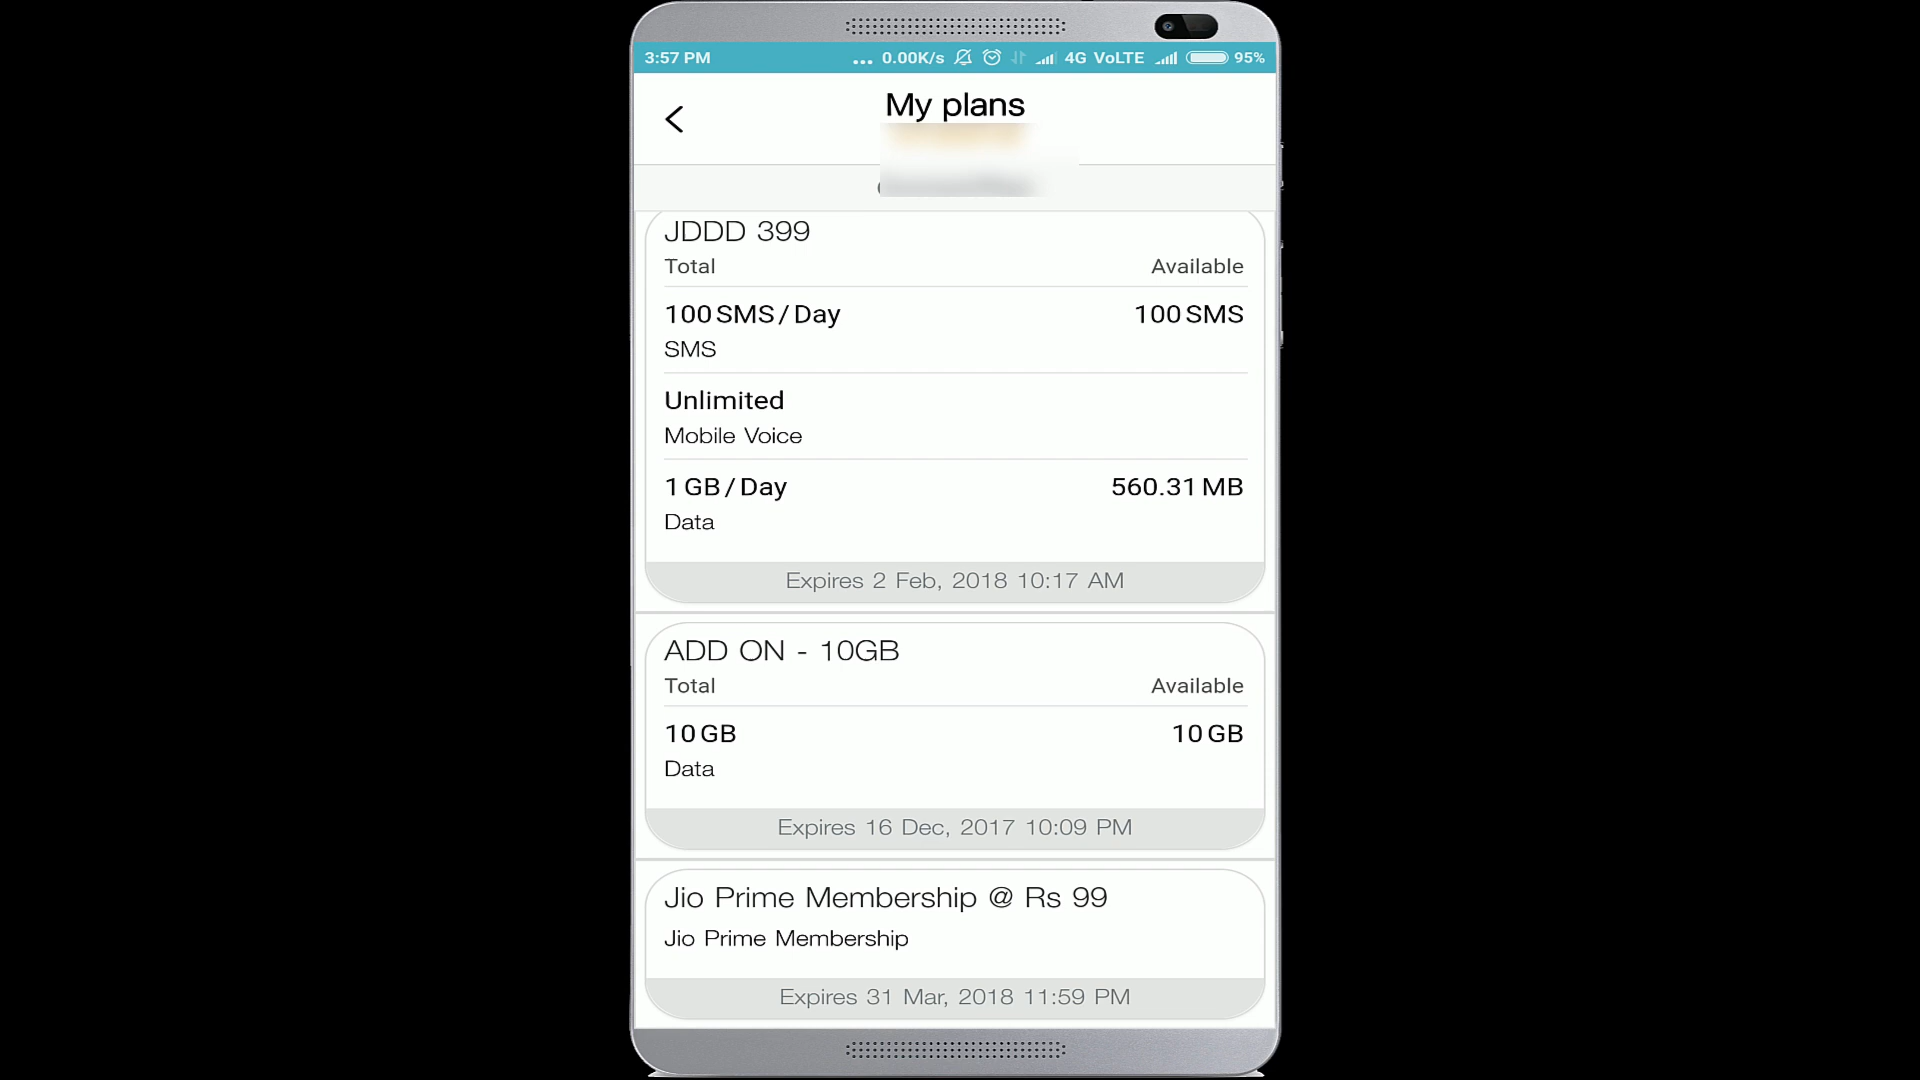 3:57 PM ... 0.00K/s 4G VoLTE 95%
My plans
JDDD 399
Total Available
100 SMS / Day 100 SMS
SMS
Unlimited
Mobile Voice
1 GB / Day 560.31 MB
Data
Expires 2 Feb, 2018 10:17 AM
ADD ON - 10GB
Total Available
10 GB 10 GB
Data
Expires 16 Dec, 2017 10:09 PM
Jio Prime Membership @ Rs 99
Jio Prime Membership
Expires 31 Mar, 2018 11:59 PM